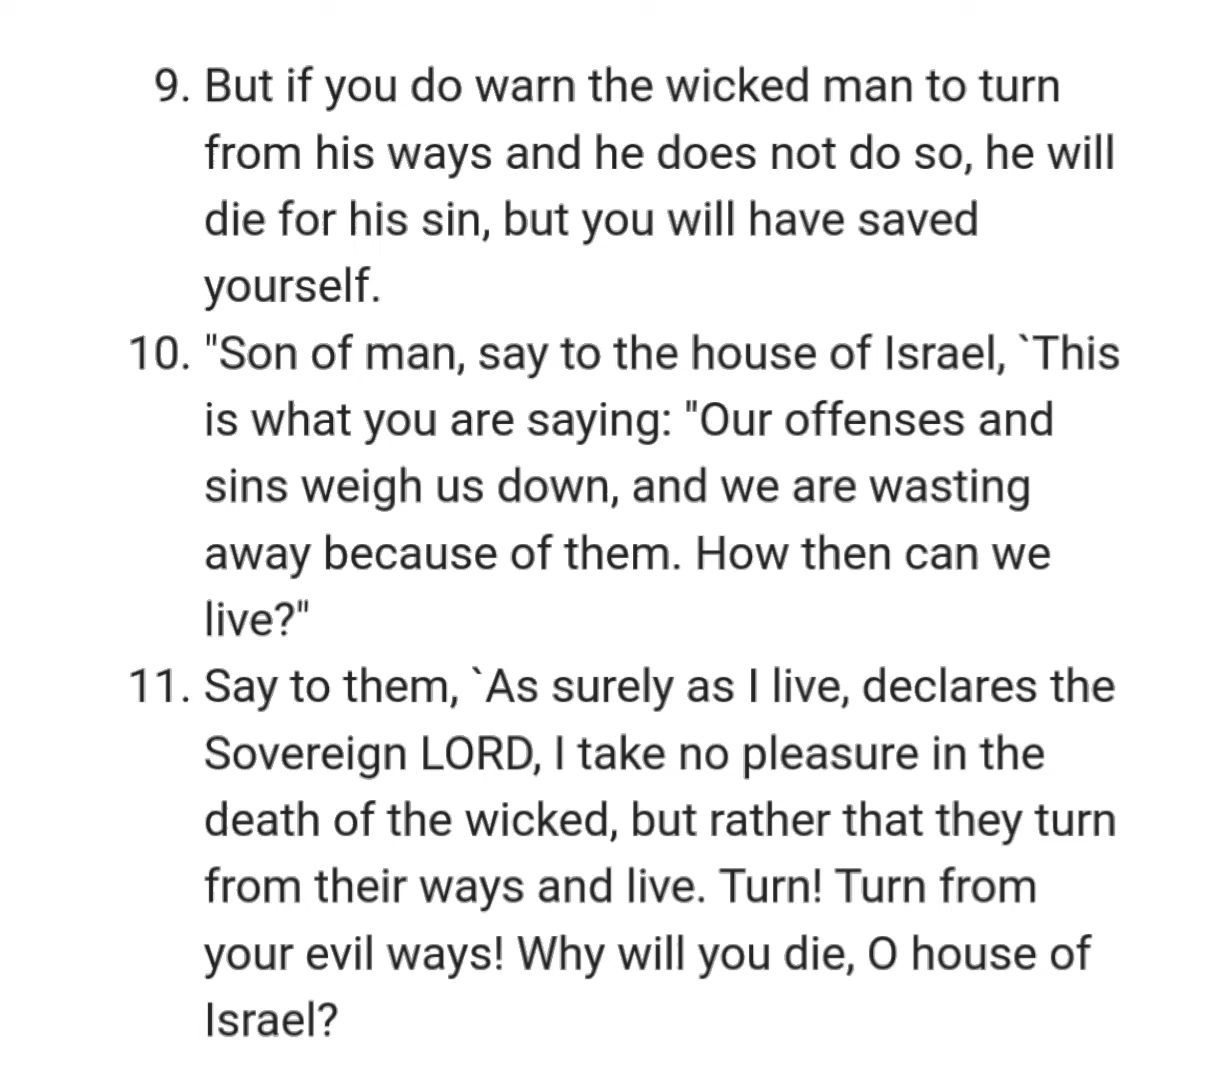 9. But if you do warn the wicked man to turn
from his ways and he does not do so, he will
die for his sin, but you will have saved
yourself.
10. "Son of man, say to the house of Israel, `This
is what you are saying: "Our offenses and
sins weigh us down, and we are wasting
away because of them. How then can we
live?"
11. Say to them, `As surely as I live, declares the
Sovereign LORD, I take no pleasure in the
death of the wicked, but rather that they turn
from their ways and live. Turn! Turn from
your evil ways! Why will you die, O house of
Israel?